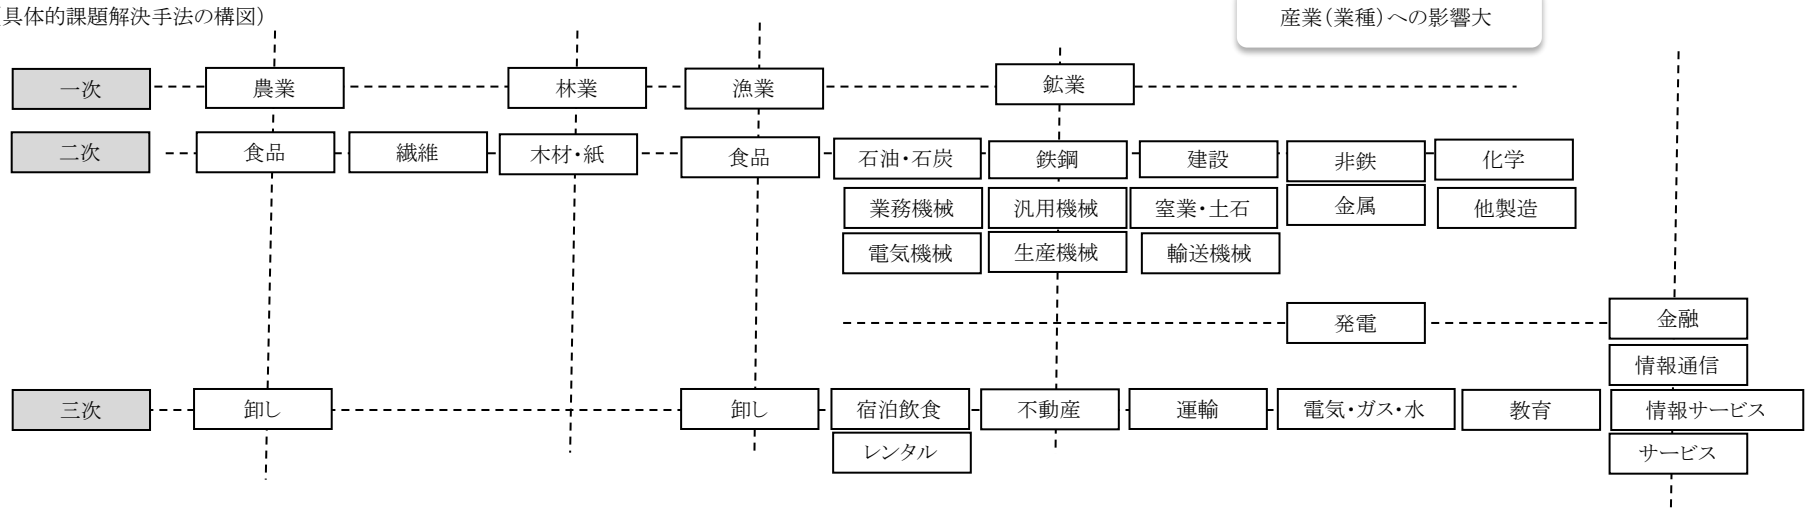 具体的課題解決手法の構図）
産業（業種）への影響大
一次
農業
林業
漁業
鉱業
二次
食品
繊維
木材・紙
食品
石油・石炭
鉄鋼
建設
非鉄
化学
業務機械
汎用機械
窒業・土石
金属
他製造
電気機械
生産機械
輸送機械
発電
金融
情報通信
三次
卸し
卸し
宿泊飲食
不動産
運輸
電気・ガス・水
教育
情報サービス
レンタル
サービス